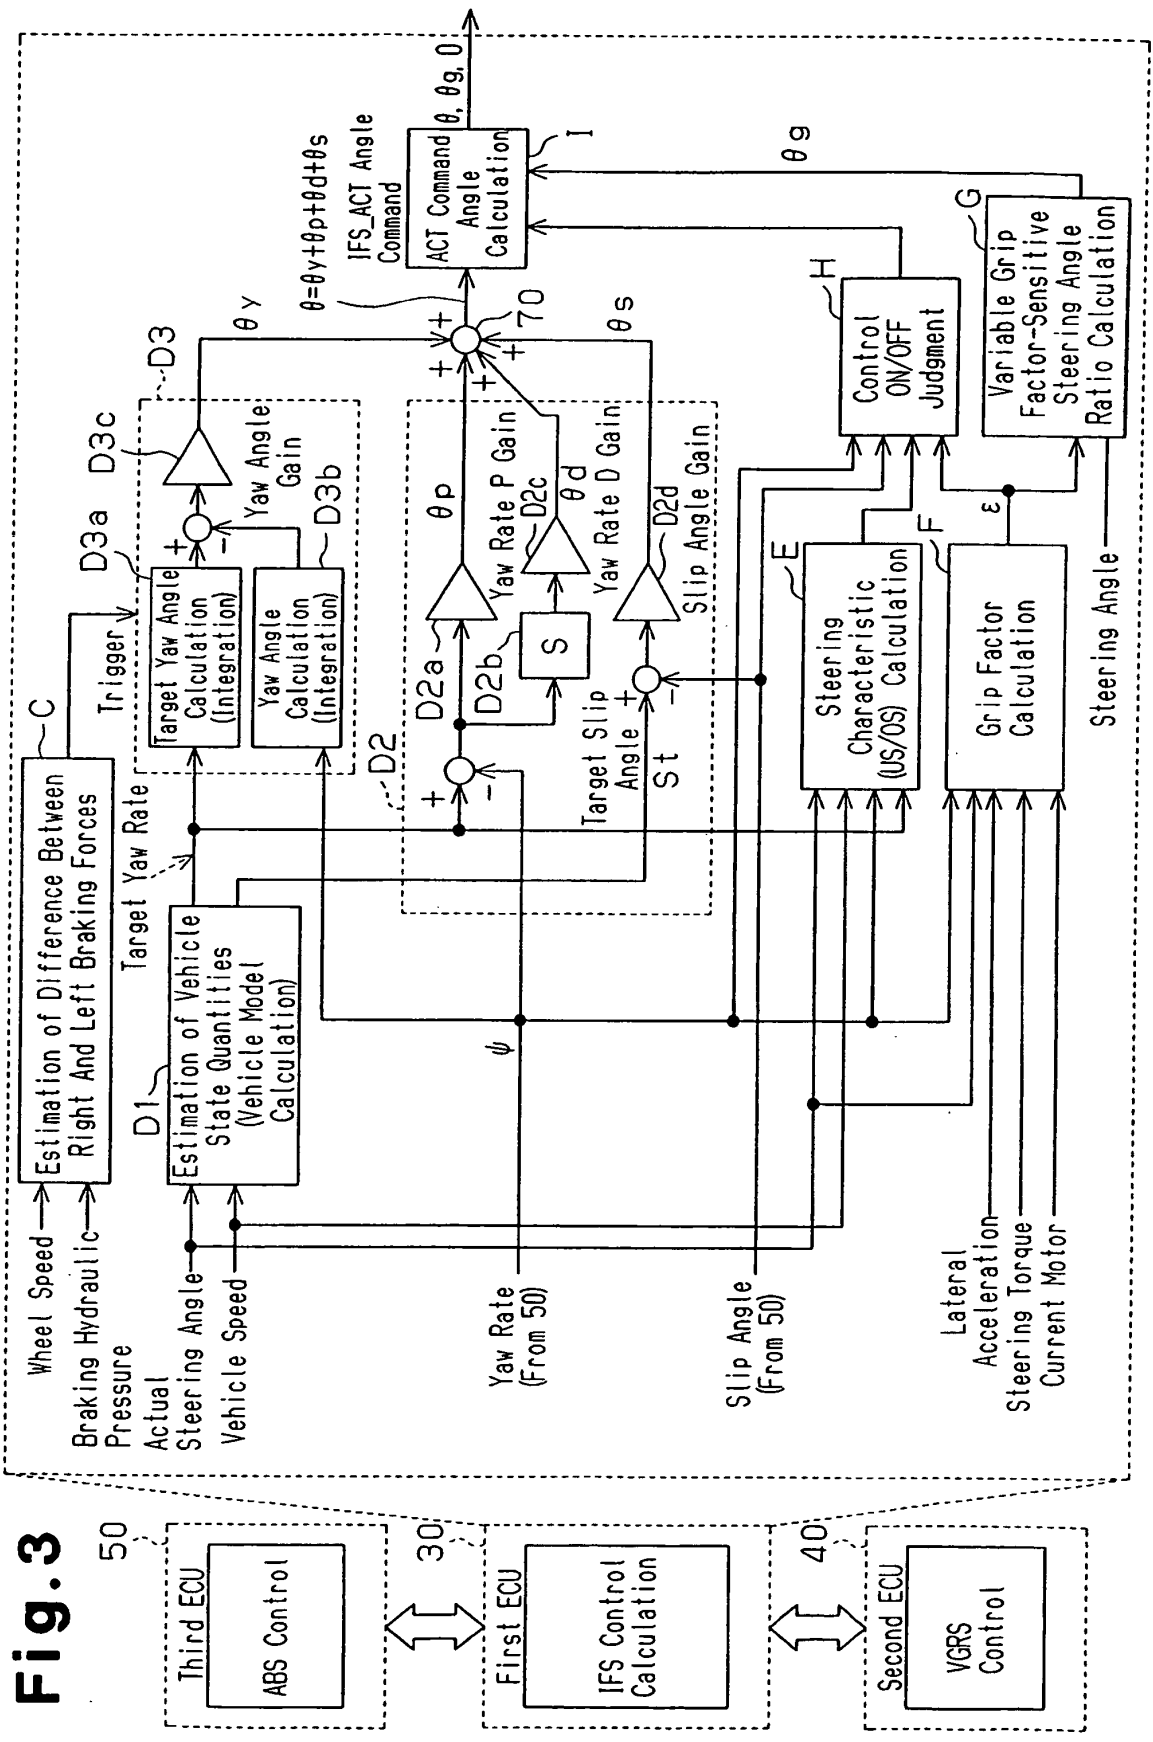 Fig.3
50
Third ECU
ABS Control
30
First ECU
IFS Control
Calculation
40
Second ECU
VGRS
Control
Wheel Speed
Braking Hydraulic
Pressure
Actual
Steering Angle
Vehicle Speed
Yaw Rate
(From 50)
Slip Angle
(From 50)
Lateral
Acceleration
Steering Torque
Current Motor
C
Estimation of Difference Between
Right And Left Braking Forces
Trigger
D1
Estimation of Vehicle
State Quantities
(Vehicle Model
Calculation)
Target Yaw Rate
ψ
D3
D3a
Target Yaw Angle
Calculation
(Integration)
Yaw Angle
Calculation
(Integration)
D3b
+
-
D3c
Yaw Angle
Gain
θy
D2
+
-
D2a
θp
Yaw Rate P Gain
D2b
S
D2c
θd
Yaw Rate D Gain
Target Slip
Angle
St
+
-
D2d
Slip Angle Gain
θs
+
+
+
+
70
θ=θy+θp+θd+θs
IFS_ACT Angle
Command
ACT Command
Angle
Calculation
I
θ, θg, 0
θg
E
Steering
Characteristic
(US/OS) Calculation
F
Grip Factor
Calculation
ε
H
Control
ON/OFF
Judgment
G
Variable Grip
Factor-Sensitive
Steering Angle
Ratio Calculation
Steering Angle